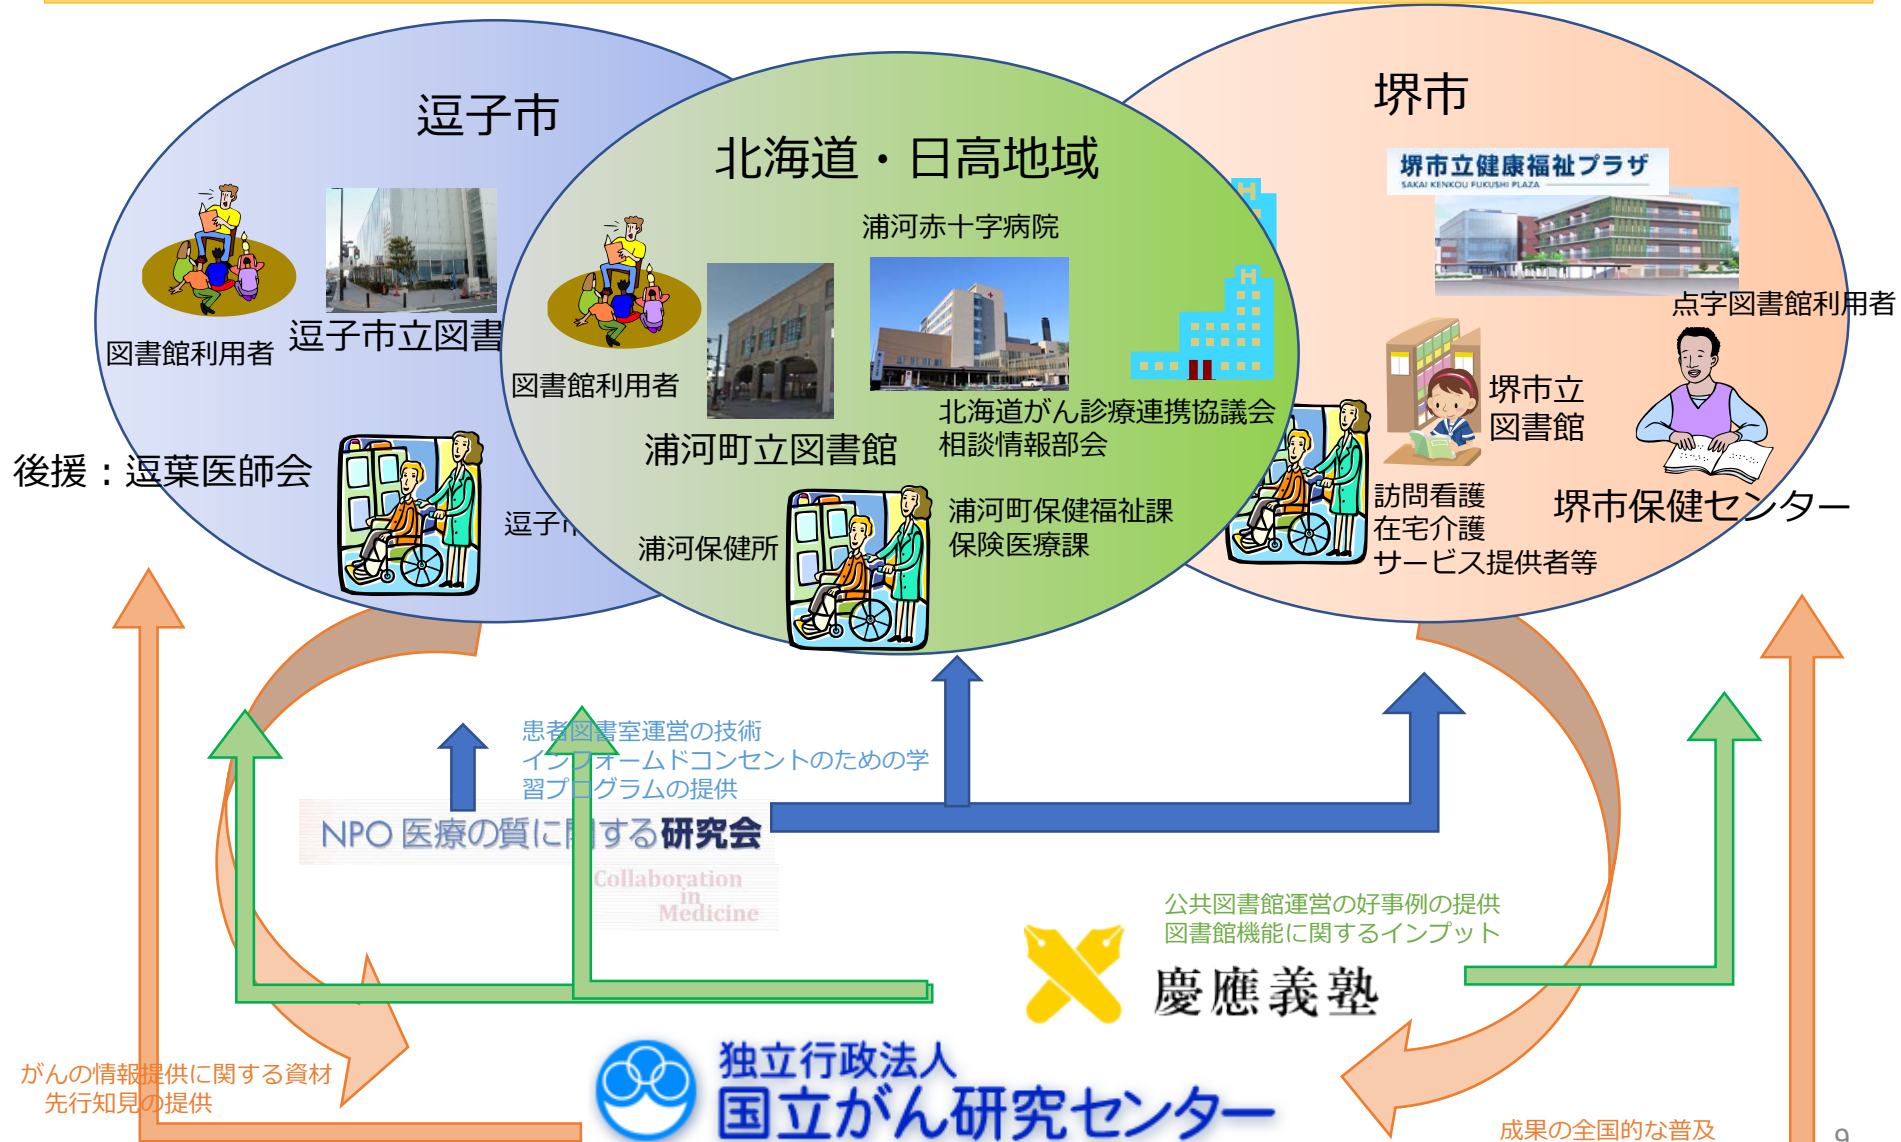 逗子市
北海道・日高地域
堺市
堺市立健康福祉プラザ
SAKAI KENKOU FUKUSHI PLAZA
浦河赤十字病院
点字図書館利用者
図書館利用者
逗子市立図書
図書館利用者
浦河町立図書館
北海道がん診療連携協議会
相談情報部会
堺市立
図書館
後援：逗葉医師会
逗子市
浦河保健所
浦河町保健福祉課
保険医療課
訪問看護
在宅介護
サービス提供者等
堺市保健センター
患者図書室運営の技術
インフォームドコンセントのための学
習プログラムの提供
NPO 医療の質に関する研究会
Collaboration
in
Medicine
公共図書館運営の好事例の提供
図書館機能に関するインプット
慶應義塾
独立行政法人
国立がん研究センター
がんの情報提供に関する資材
先行知見の提供
成果の全国的な普及
9